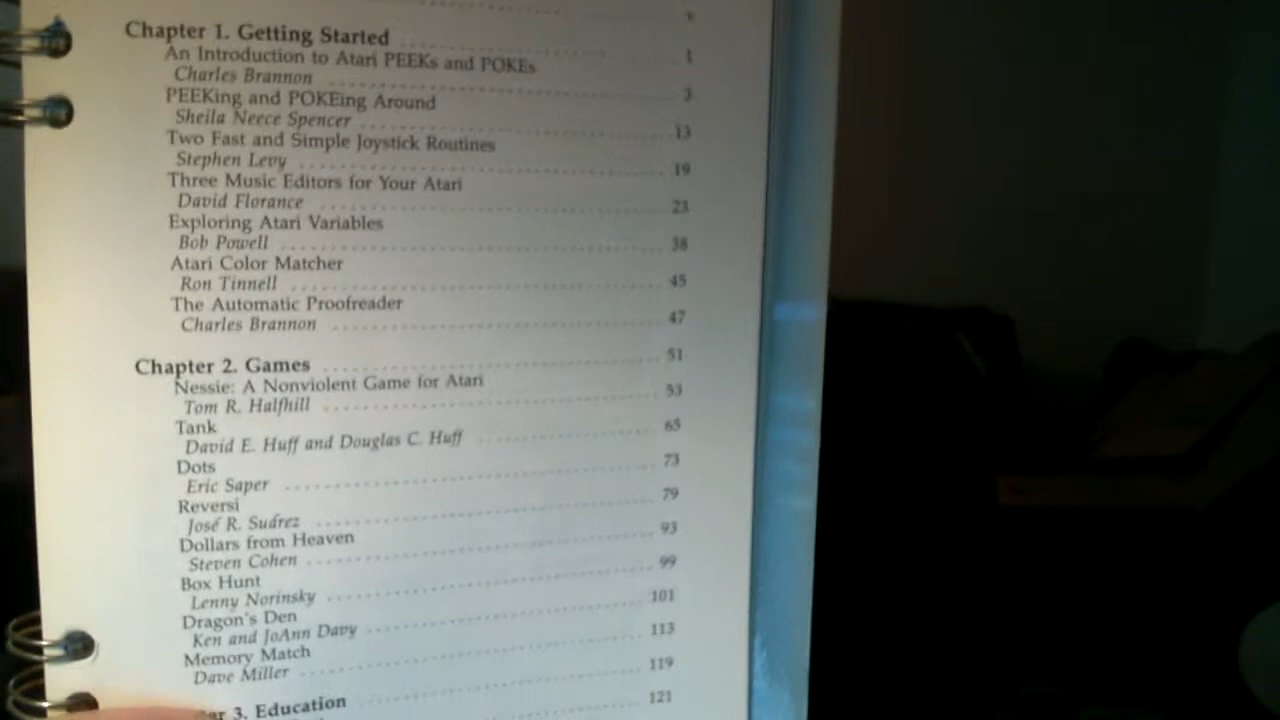 v
Chapter 1. Getting Started 1
An Introduction to Atari PEEKs and POKEs
Charles Brannon 3
PEEKing and POKEing Around
Sheila Neece Spencer 13
Two Fast and Simple Joystick Routines
Stephen Levy 19
Three Music Editors for Your Atari
David Florance 23
Exploring Atari Variables
Bob Powell 38
Atari Color Matcher
Ron Tinnell 45
The Automatic Proofreader
Charles Brannon 47
Chapter 2. Games 51
Nessie: A Nonviolent Game for Atari
Tom R. Halfhill 53
Tank
David E. Huff and Douglas C. Huff 65
Dots
Eric Saper 73
Reversi
José R. Suárez 79
Dollars from Heaven
Steven Cohen 93
Box Hunt
Lenny Norinsky 99
Dragon's Den
Ken and JoAnn Davy 101
Memory Match
Dave Miller 113
3. Education 119
121